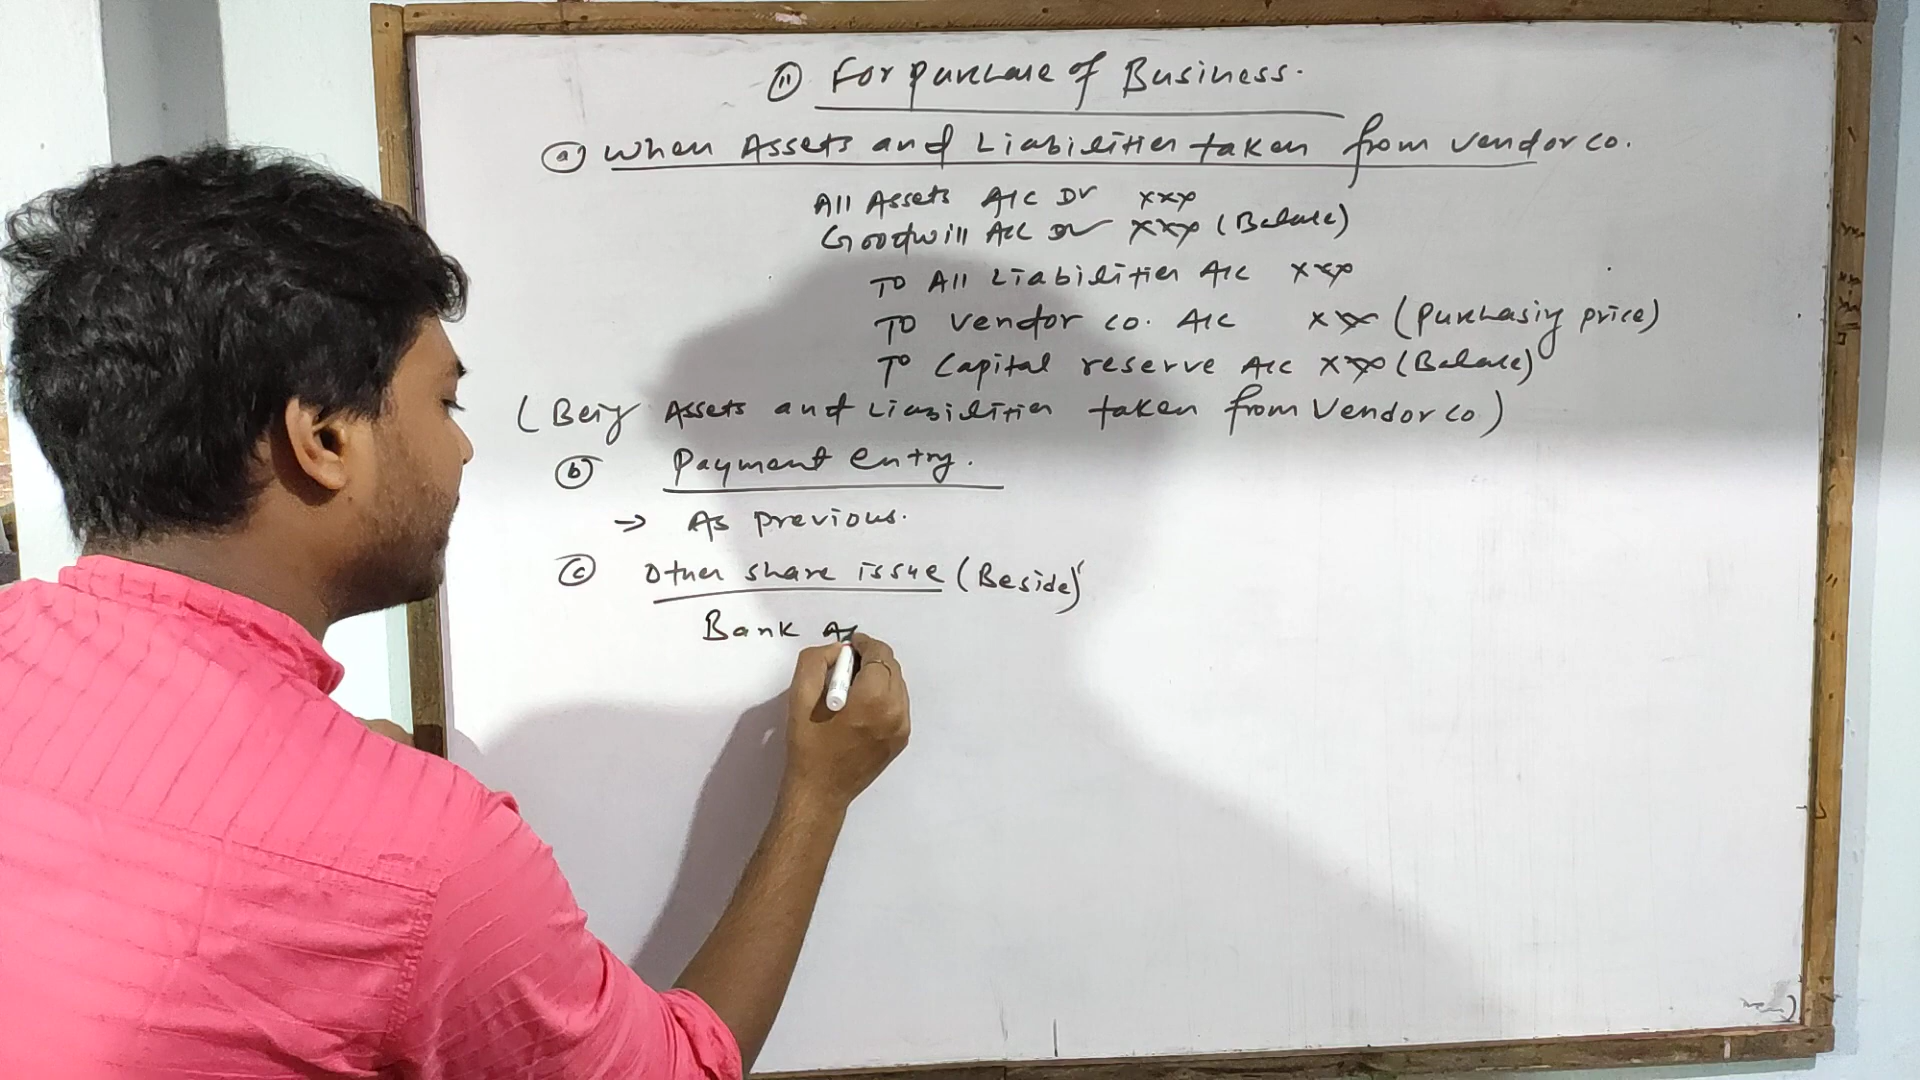 (11) For purchase of Business.
(a) When Assets and Liabilities taken from vendor co.
All Assets A/c Dr xxx
Goodwill A/c Dr xxx (Balance)
To All Liabilities A/c xxx
To Vendor co. A/c xxx (Purchasing price)
To Capital reserve A/c xxx (Balance)
(Being Assets and Liabilities taken from Vendor co)
(b) Payment entry.
→ As previous.
(c) Other share issue (Beside)
Bank A